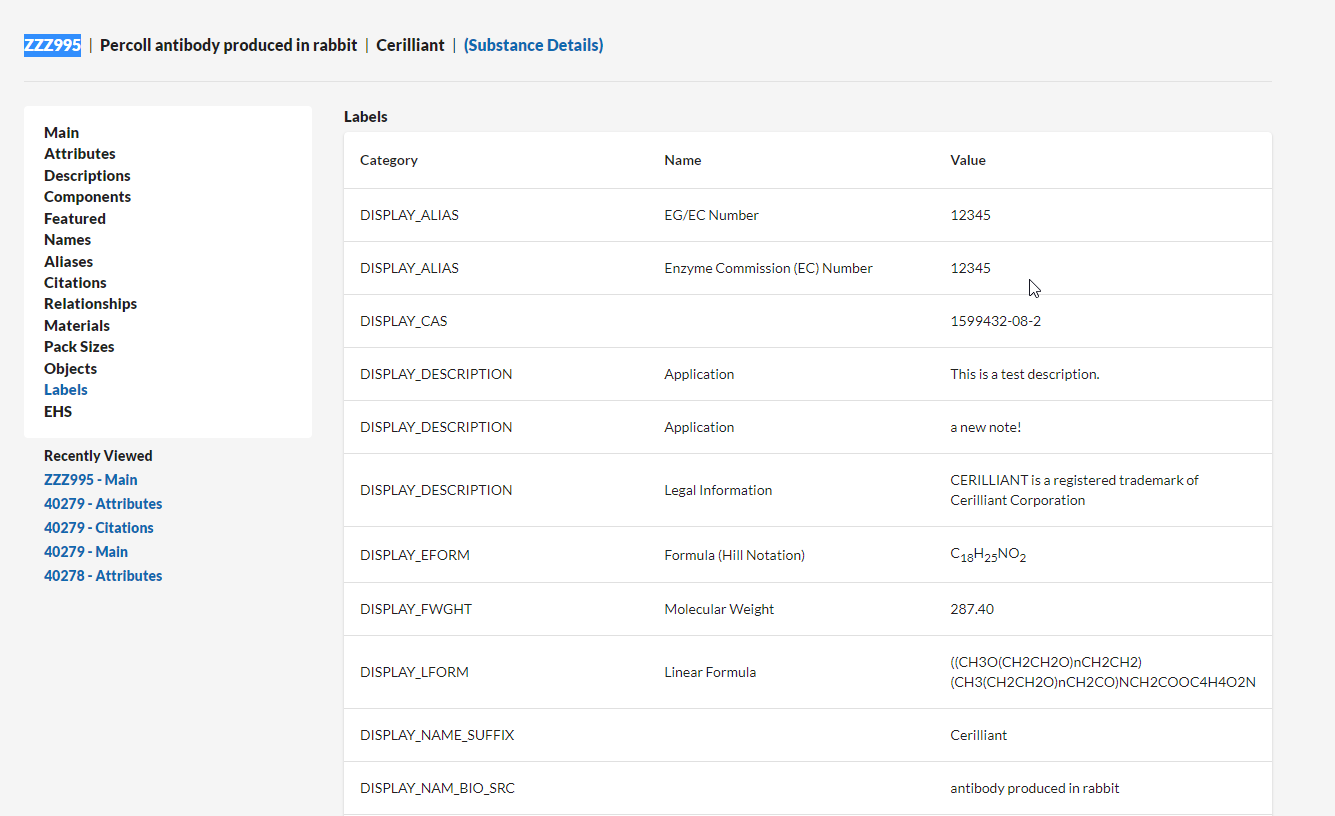 ZZZ995 | Percoll antibody produced in rabbit | Cerilliant | (Substance Details)
Main
Attributes
Descriptions
Components
Featured
Names
Aliases
Citations
Relationships
Materials
Pack Sizes
Objects
Labels
EHS
Recently Viewed
ZZZ995 - Main
40279 - Attributes
40279 - Citations
40279 - Main
40278 - Attributes
Labels
Category Name Value
DISPLAY_ALIAS EG/EC Number 12345
DISPLAY_ALIAS Enzyme Commission (EC) Number 12345
DISPLAY_CAS 1599432-08-2
DISPLAY_DESCRIPTION Application This is a test description.
DISPLAY_DESCRIPTION Application a new note!
DISPLAY_DESCRIPTION Legal Information CERILLIANT is a registered trademark of
Cerilliant Corporation
DISPLAY_EFORM Formula (Hill Notation) C₁₈H₂₅NO₂
DISPLAY_FWGHT Molecular Weight 287.40
DISPLAY_LFORM Linear Formula ((CH3O(CH2CH2O)nCH2CH2)
(CH3(CH2CH2O)nCH2CO)NCH2COOC4H4O2N
DISPLAY_NAME_SUFFIX Cerilliant
DISPLAY_NAM_BIO_SRC antibody produced in rabbit